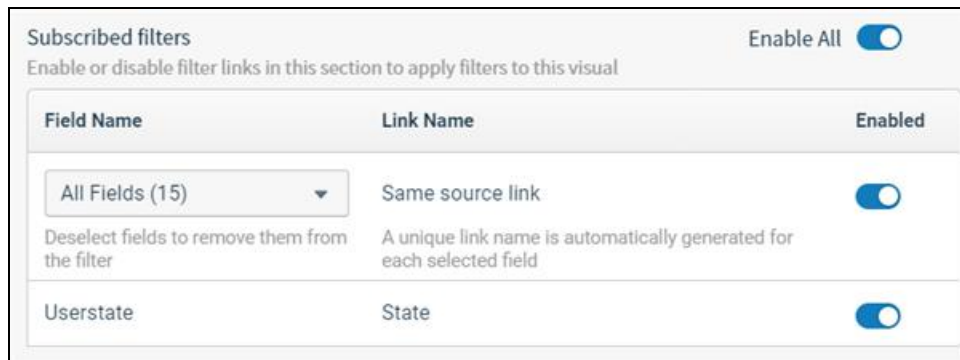 Subscribed filters Enable All
Enable or disable filter links in this section to apply filters to this visual
Field Name Link Name Enabled
All Fields (15) Same source link
Deselect fields to remove them from A unique link name is automatically generated for
the filter each selected field
Userstate State